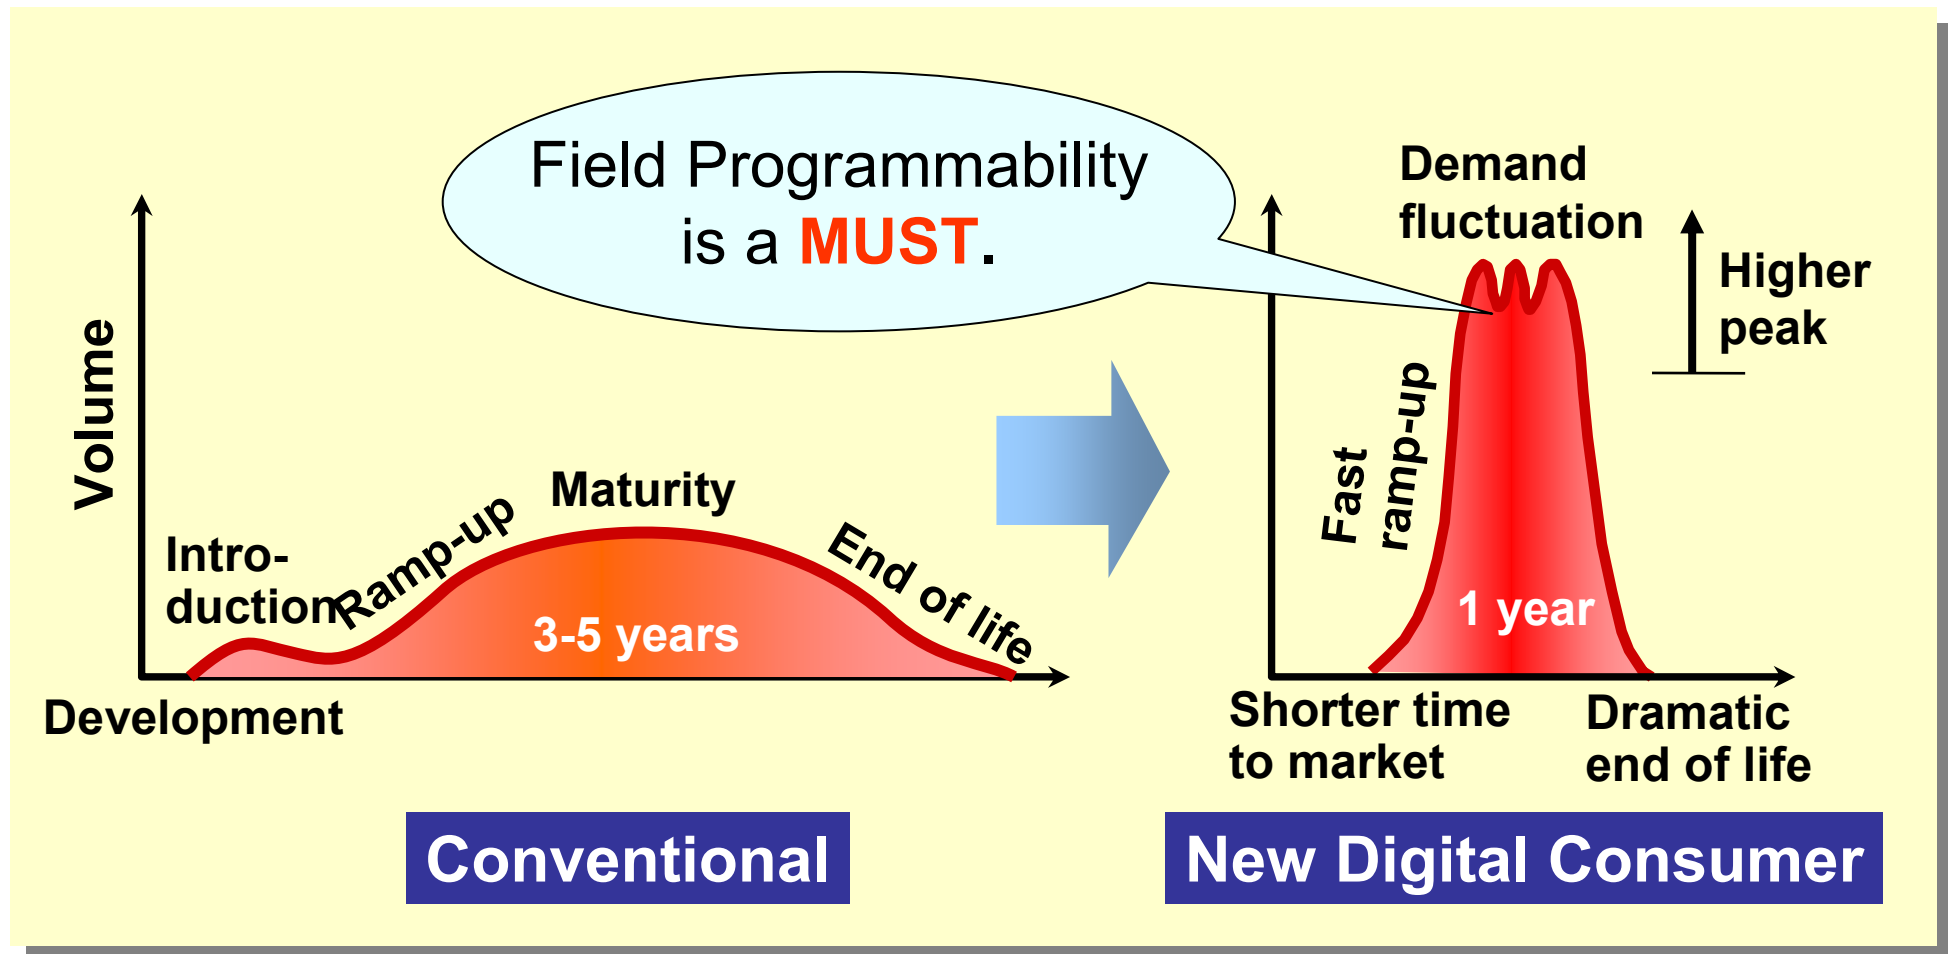 Field Programmability
is a MUST.
Volume
Intro-
duction
Ramp-up
Maturity
End of life
3-5 years
Development
Conventional
Demand
fluctuation
Higher
peak
Fast
ramp-up
1 year
Shorter time
to market
Dramatic
end of life
New Digital Consumer